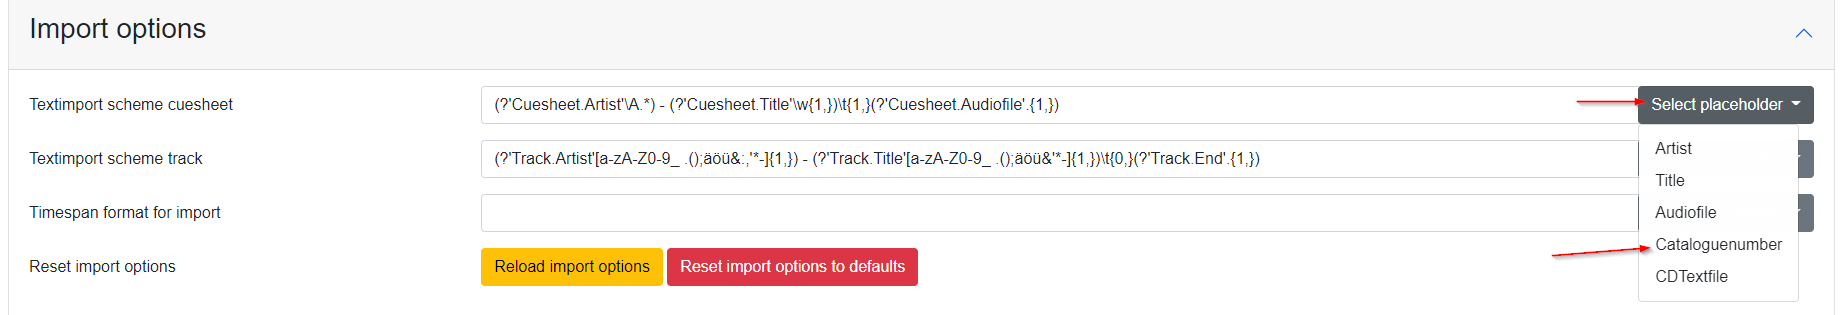 Import options
Textimport scheme cuesheet
(?'Cuesheet.Artist'\A.*) - (?'Cuesheet.Title'\w{1,})\t{1,}(?'Cuesheet.Audiofile'.{1,})
Select placeholder
Textimport scheme track
(?'Track.Artist'[a-zA-Z0-9_ .();äöü&:,'*-]{1,}) - (?'Track.Title'[a-zA-Z0-9_ .();äöü&'*-]{1,})\t{0,}(?'Track.End'.{1,})
Artist
Title
Timespan format for import
Audiofile
Cataloguenumber
Reset import options
Reload import options
Reset import options to defaults
CDTextfile